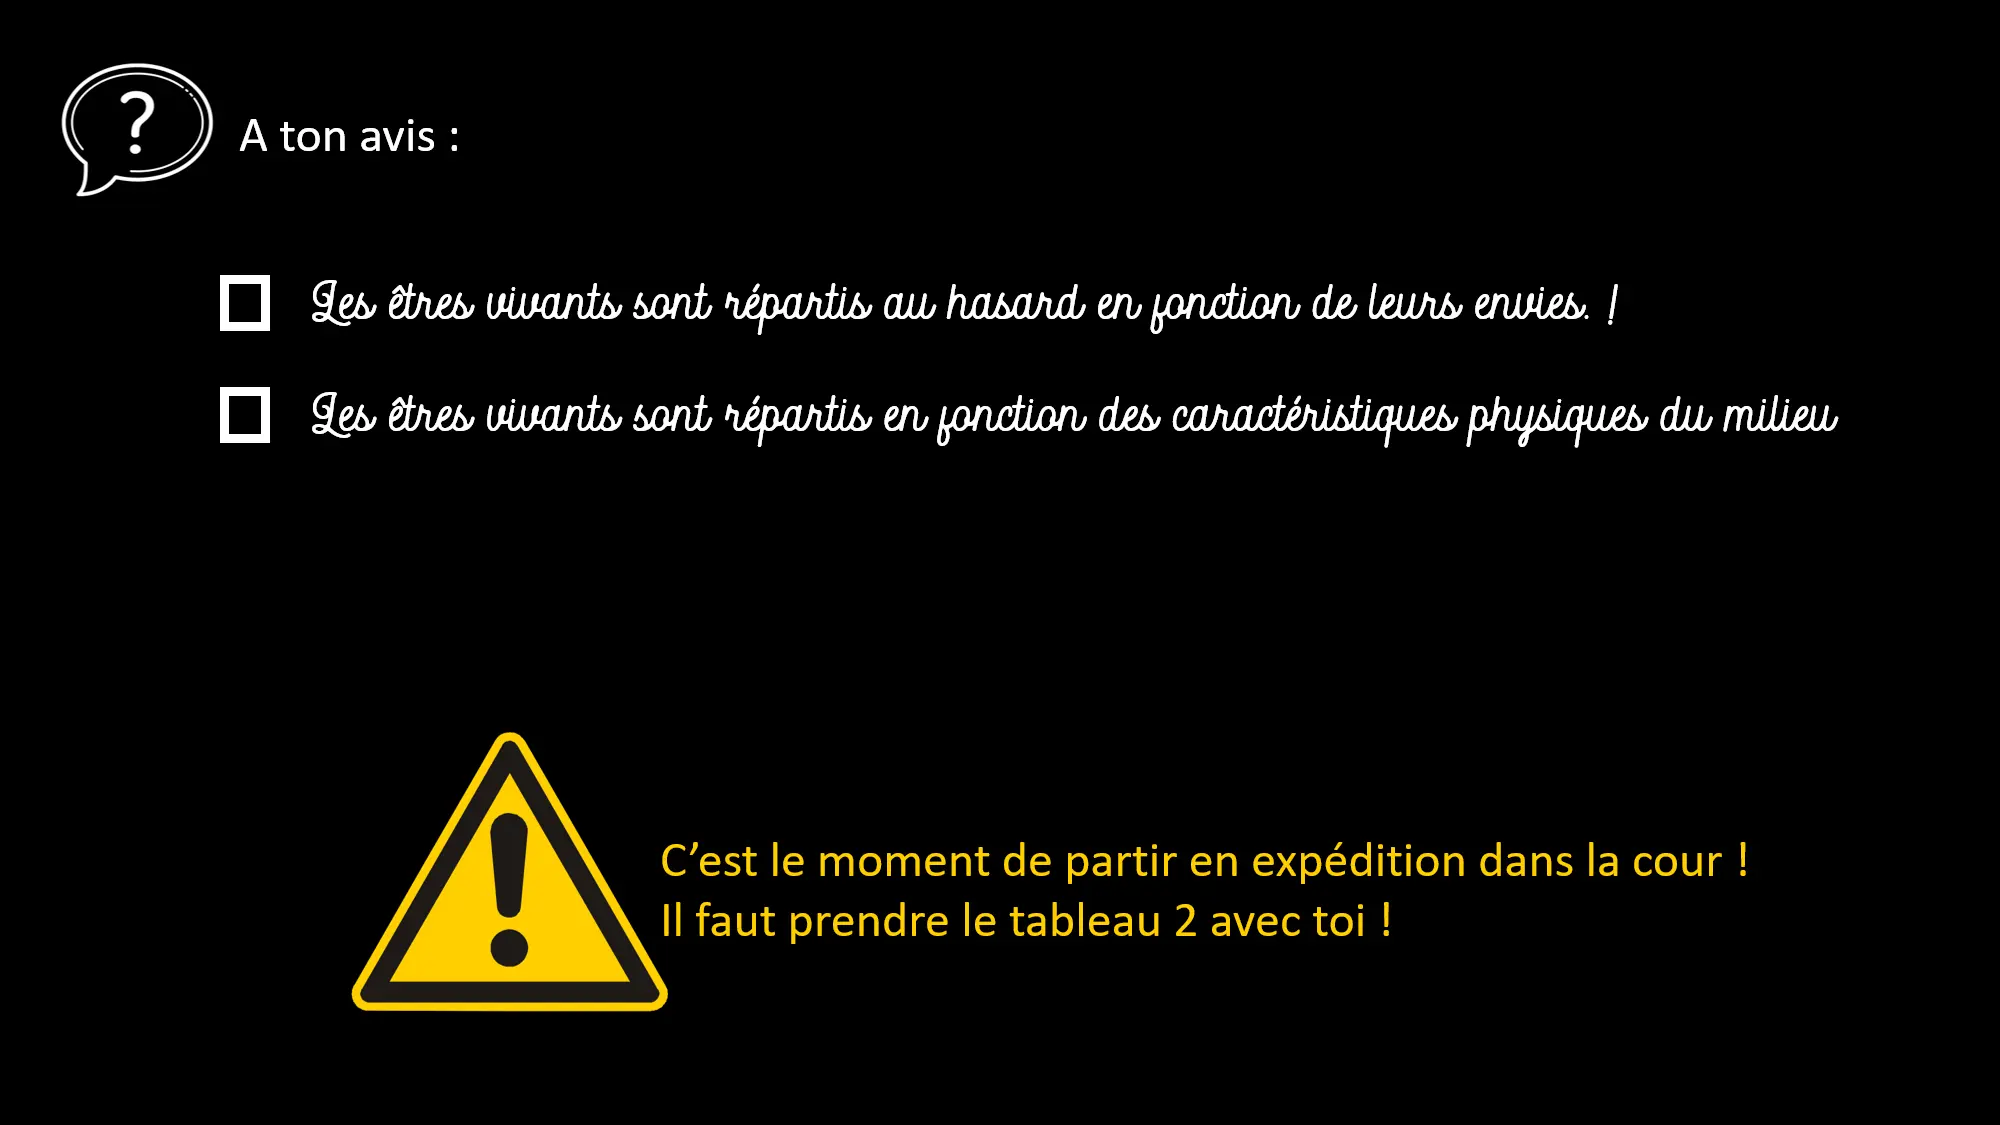 ?
A ton avis :
Les êtres vivants sont répartis au hasard en fonction de leurs envies. !
Les êtres vivants sont répartis en fonction des caractéristiques physiques du milieu
C’est le moment de partir en expédition dans la cour !
Il faut prendre le tableau 2 avec toi !